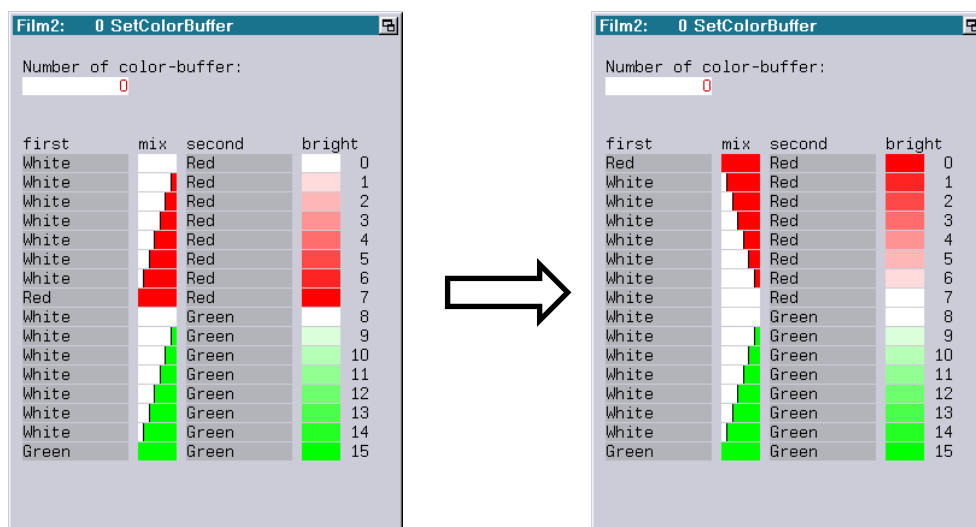 Film2: 0 SetColorBuffer
Number of color-buffer:
0
first mix second bright
White Red 0
White Red 1
White Red 2
White Red 3
White Red 4
White Red 5
White Red 6
Red Red 7
White Green 8
White Green 9
White Green 10
White Green 11
White Green 12
White Green 13
White Green 14
Green Green 15
Film2: 0 SetColorBuffer
Number of color-buffer:
0
first mix second bright
Red Red 0
White Red 1
White Red 2
White Red 3
White Red 4
White Red 5
White Red 6
White Red 7
White Green 8
White Green 9
White Green 10
White Green 11
White Green 12
White Green 13
White Green 14
Green Green 15